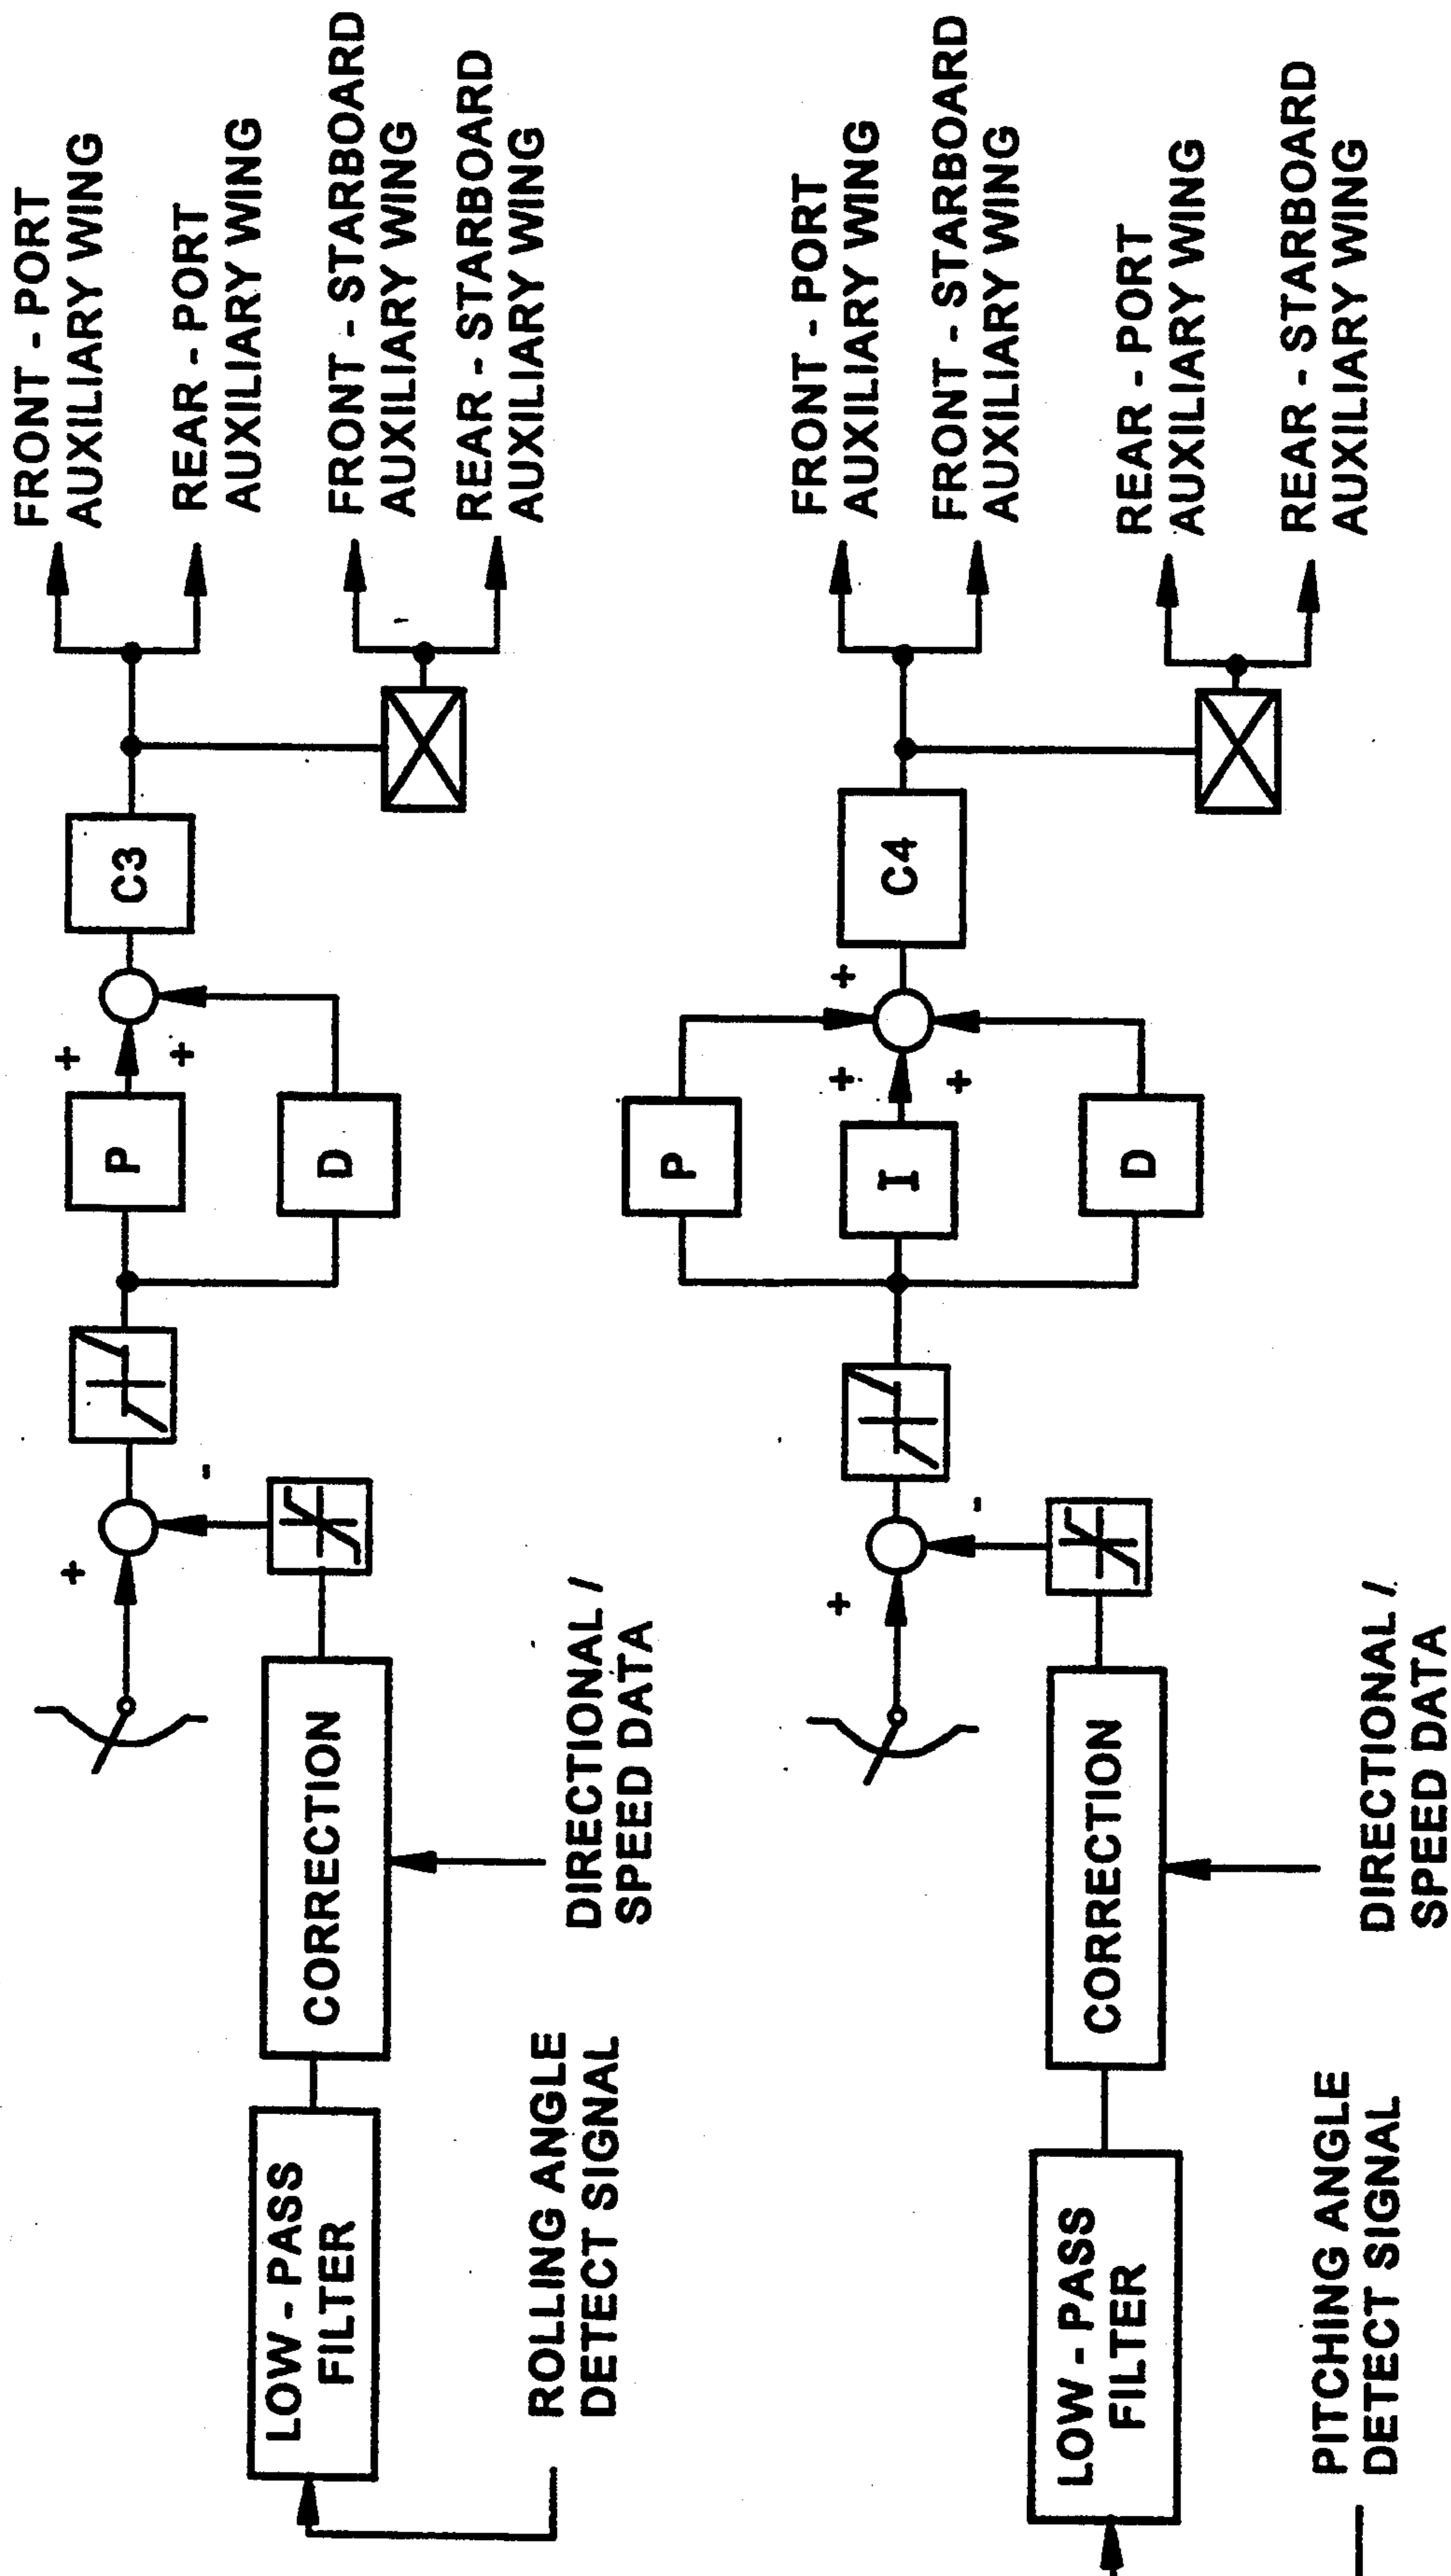 FRONT - PORT
AUXILIARY WING
REAR - PORT
AUXILIARY WING
FRONT - STARBOARD
AUXILIARY WING
REAR - STARBOARD
AUXILIARY WING
+
+
P
D
C3
+
-
CORRECTION
LOW - PASS
FILTER
DIRECTIONAL /
SPEED DATA
ROLLING ANGLE
DETECT SIGNAL
FRONT - PORT
AUXILIARY WING
FRONT - STARBOARD
AUXILIARY WING
REAR - PORT
AUXILIARY WING
REAR - STARBOARD
AUXILIARY WING
P
I
D
+
+
+
C4
+
-
CORRECTION
LOW - PASS
FILTER
DIRECTIONAL /
SPEED DATA
PITCHING ANGLE
DETECT SIGNAL